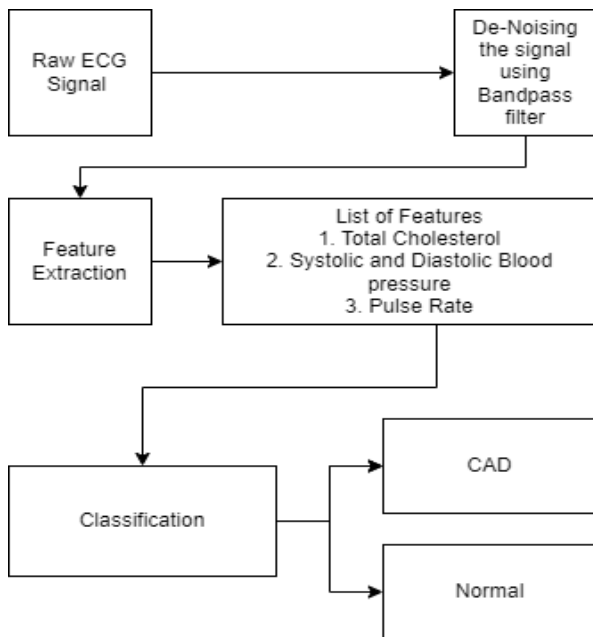 Raw ECG
Signal
De-Noising
the signal
using
Bandpass
filter
Feature
Extraction
List of Features
1. Total Cholesterol
2. Systolic and Diastolic Blood
pressure
3. Pulse Rate
Classification
CAD
Normal